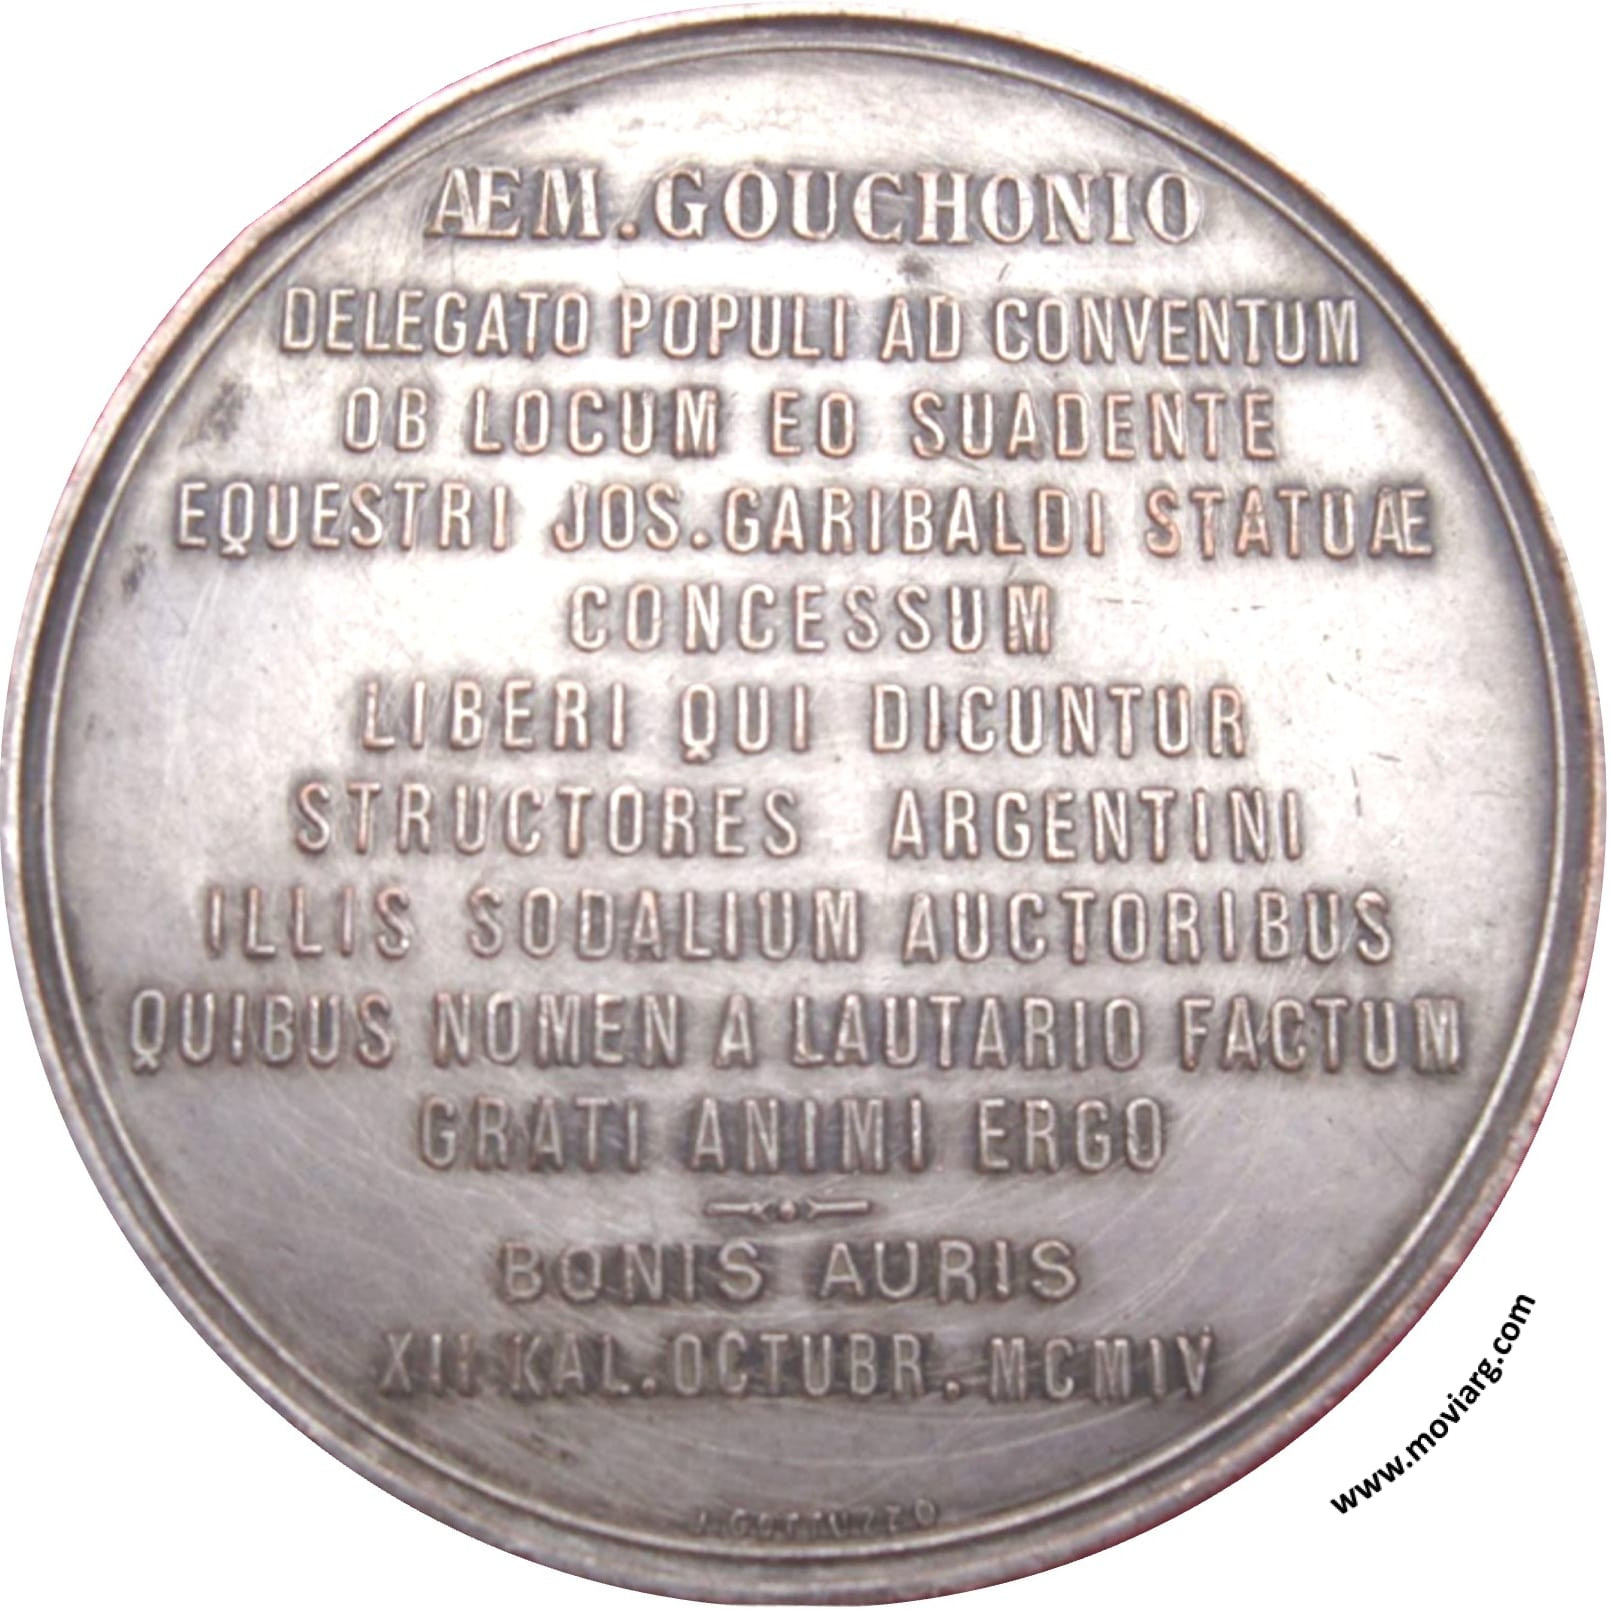 ÆM. GOUCHONIO
DELEGATO POPULI AD CONVENTUM
OB LOCUM EO SUADENTE
EQUESTRI JOS. GARIBALDI STATUÆ
CONCESSUM
LIBERI QUI DICUNTUR
STRUCTORES ARGENTINI
ILLIS SODALIUM AUCTORIBUS
QUIBUS NOMEN A LAUTARIO FACTUM
GRATI ANIMI ERGO
BONIS AURIS
XII KAL. OCTUBR. MCMIV
J. GOTTUZZO
www.moviarg.com